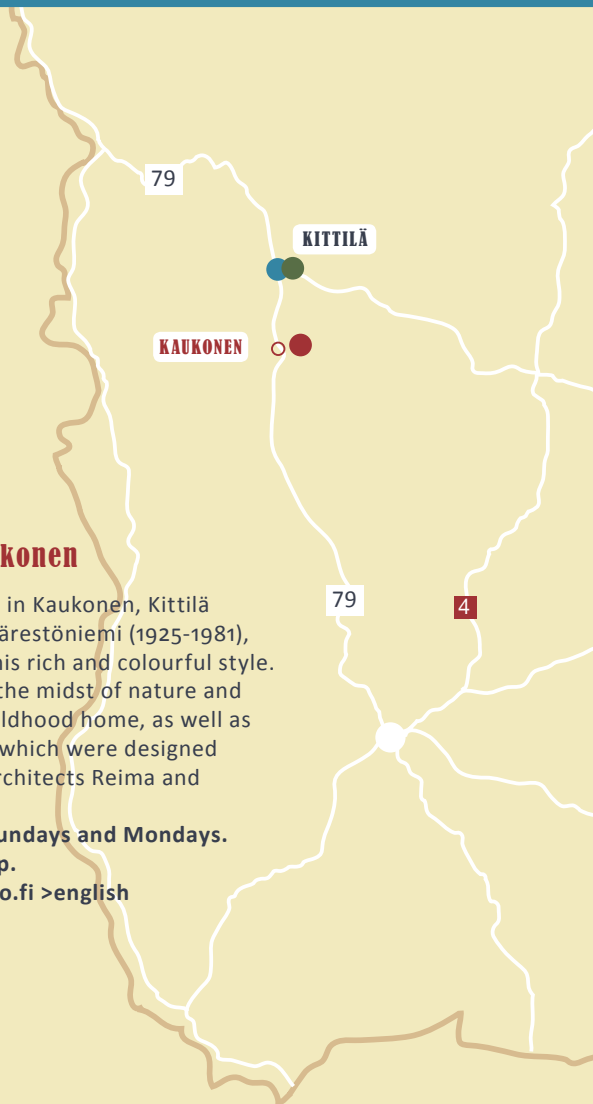 79
KITTILÄ
KAUKONEN
konen
in Kaukonen, Kittilä
ärestöniemi (1925-1981),
his rich and colourful style.
the midst of nature and
ldhood home, as well as
which were designed
rchitects Reima and
undays and Mondays.
p.
o.fi >english
79
4